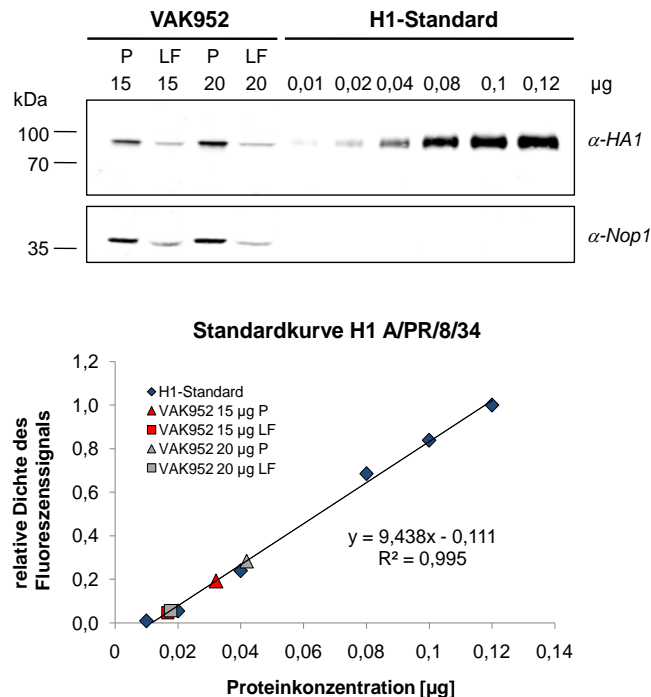 VAK952 H1-Standard
P LF P LF
15 15 20 20 0,01 0,02 0,04 0,08 0,1 0,12 µg
kDa
100
70
α-HA1
35
α-Nop1
Standardkurve H1 A/PR/8/34
1,2
1,0
0,8
0,6
0,4
0,2
0,0
relative Dichte des
Fluoreszenssignals
H1-Standard
VAK952 15 µg P
VAK952 15 µg LF
VAK952 20 µg P
VAK952 20 µg LF
y = 9,438x - 0,111
R² = 0,995
0 0,02 0,04 0,06 0,08 0,1 0,12 0,14
Proteinkonzentration [µg]